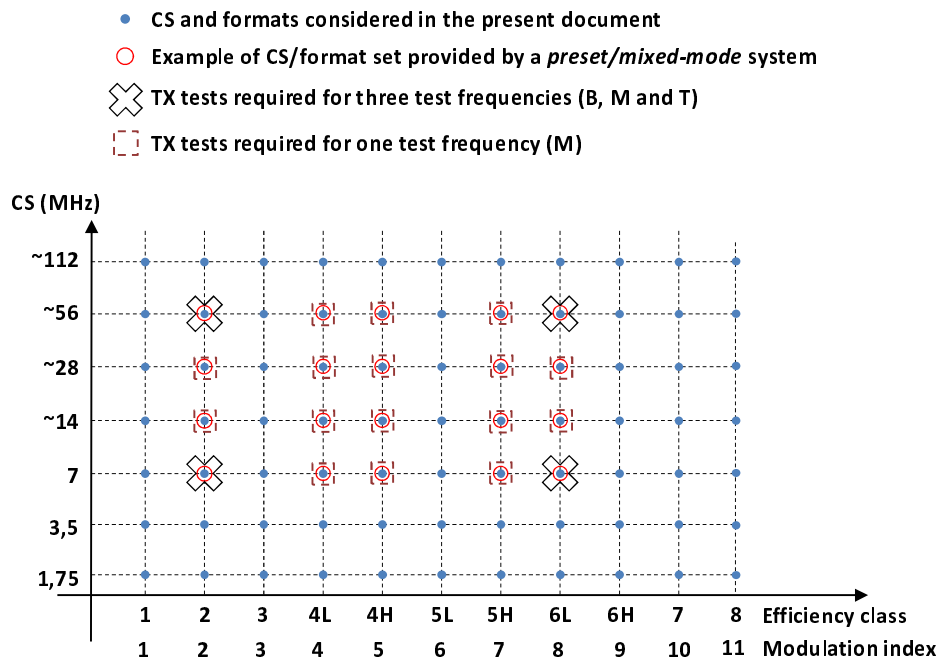 CS and formats considered in the present document
Example of CS/format set provided by a preset/mixed-mode system
TX tests required for three test frequencies (B, M and T)
TX tests required for one test frequency (M)
CS (MHz)
~112
~56
~28
~14
7
3,5
1,75
1 2 3 4L 4H 5L 5H 6L 6H 7 8 Efficiency class
1 2 3 4 5 6 7 8 9 10 11 Modulation index